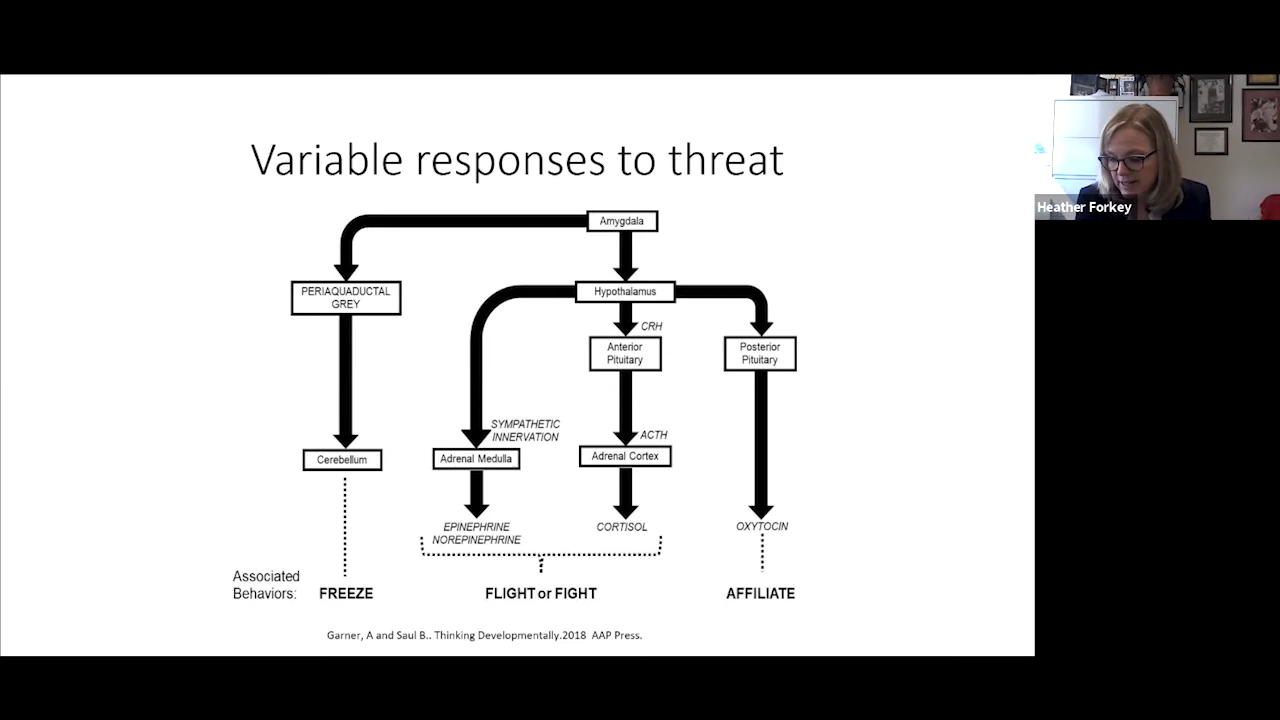 Variable responses to threat
Heather Forkey
Amygdala
PERIAQUADUCTAL
GREY
Hypothalamus
CRH
Anterior
Pituitary
Posterior
Pituitary
SYMPATHETIC
INNERVATION
ACTH
Cerebellum
Adrenal Medulla
Adrenal Cortex
EPINEPHRINE
NOREPINEPHRINE
CORTISOL
OXYTOCIN
Associated
Behaviors:
FREEZE
FLIGHT or FIGHT
AFFILIATE
Garner, A and Saul B.. Thinking Developmentally.2018 AAP Press.